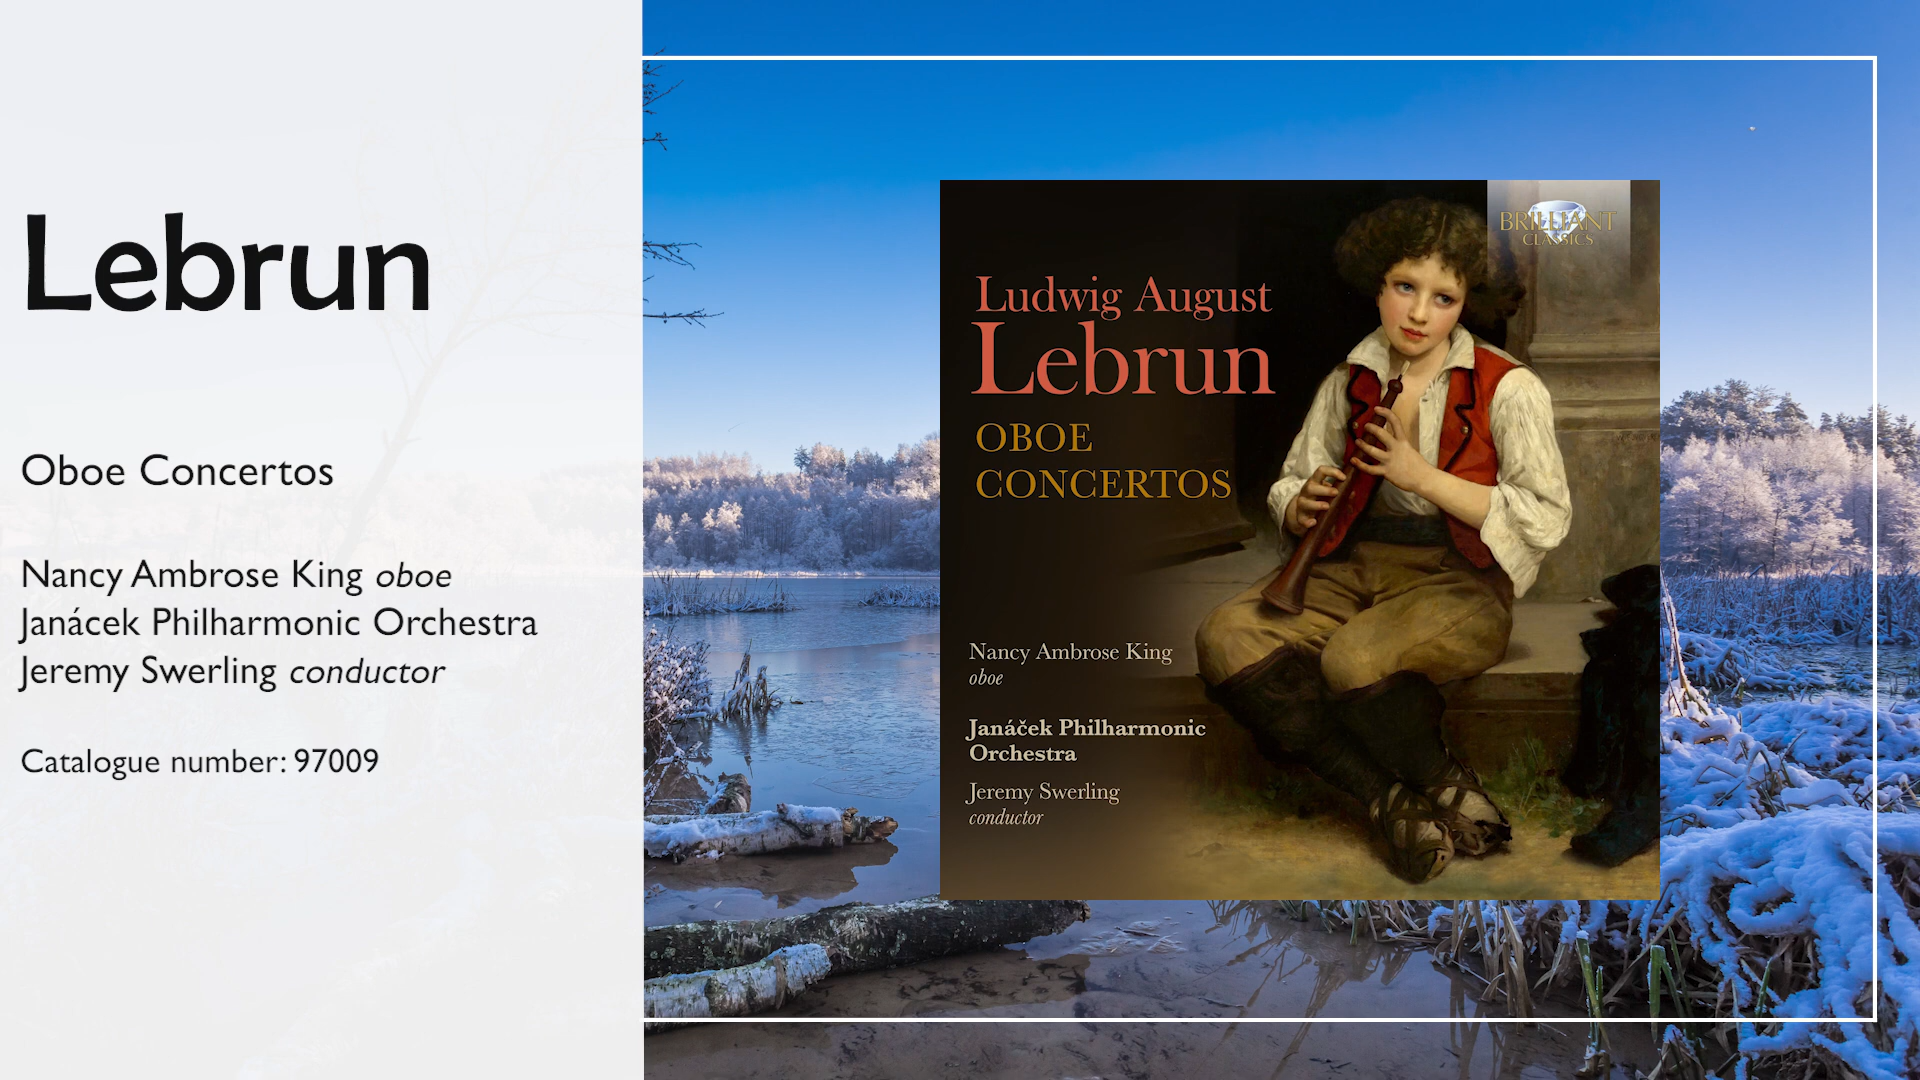 Lebrun
Oboe Concertos
Nancy Ambrose King oboe
Janácek Philharmonic Orchestra
Jeremy Swerling conductor
Catalogue number: 97009
BRILLIANT
CLASSICS
Ludwig August
Lebrun
OBOE
CONCERTOS
Nancy Ambrose King
oboe
Janáček Philharmonic
Orchestra
Jeremy Swerling
conductor